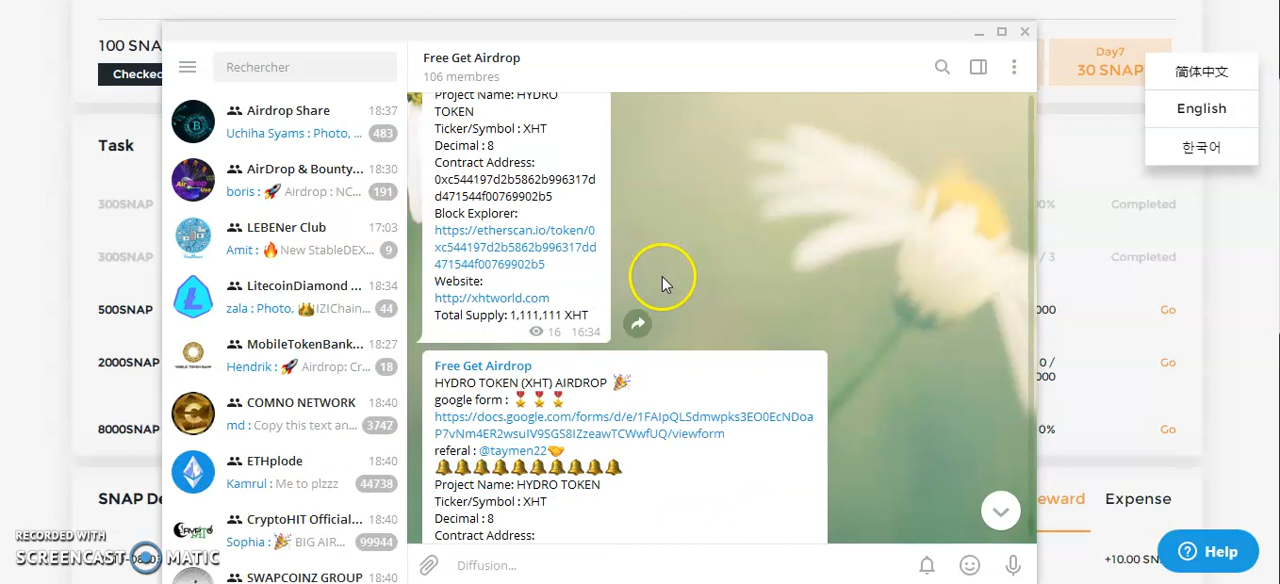 100 SNA
Checked
Day7
30 SNAP
简体中文
English
한국어
Task
300SNAP
300SNAP
500SNAP
2000SNAP
8000SNAP
0%
Completed
/ 3
Completed
000
Go
0 /
000
Go
0%
Go
SNAP De
eward
Expense
+10.00 SN
Help
Rechercher
Airdrop Share
18:37
Uchiha Syams : Photo, ...
483
AirDrop & Bounty...
18:30
boris : 🚀 Airdrop : NC...
191
LEBENer Club
17:03
Amit : 🔥New StableDEX...
9
LitecoinDiamond ...
18:34
zala : Photo, 👑IZIChain...
44
MobileTokenBank...
18:27
Hendrik : 🚀 Airdrop: Cr...
18
COMNO NETWORK
18:40
md : Copy this text an...
3747
ETHplode
18:40
Kamrul : Me to plzzz
44738
CryptoHIT Official...
18:40
Sophia : 🎉 BIG AIR...
99944
SWAPCOINZ GROUP
18:40
Free Get Airdrop
106 membres
Project Name: HYDRO
TOKEN
Ticker/Symbol : XHT
Decimal : 8
Contract Address:
0xc544197d2b5862b996317d
d471544f00769902b5
Block Explorer:
https://etherscan.io/token/0
xc544197d2b5862b996317dd
471544f00769902b5
Website:
http://xhtworld.com
Total Supply: 1,111,111 XHT
16 16:34
Free Get Airdrop
HYDRO TOKEN (XHT) AIRDROP 🎉
google form : 🎖🎖🎖
https://docs.google.com/forms/d/e/1FAIpQLSdmwpks3EO0EcNDoa
P7vNm4ER2wsuIV9SGS8IZzeawTCWwfUQ/viewform
referal : @taymen22🤝
🔔🔔🔔🔔🔔🔔🔔🔔🔔🔔🔔
Project Name: HYDRO TOKEN
Ticker/Symbol : XHT
Decimal : 8
Contract Address:
Diffusion...
RECORDED WITH
SCREENCAST-O-MATIC